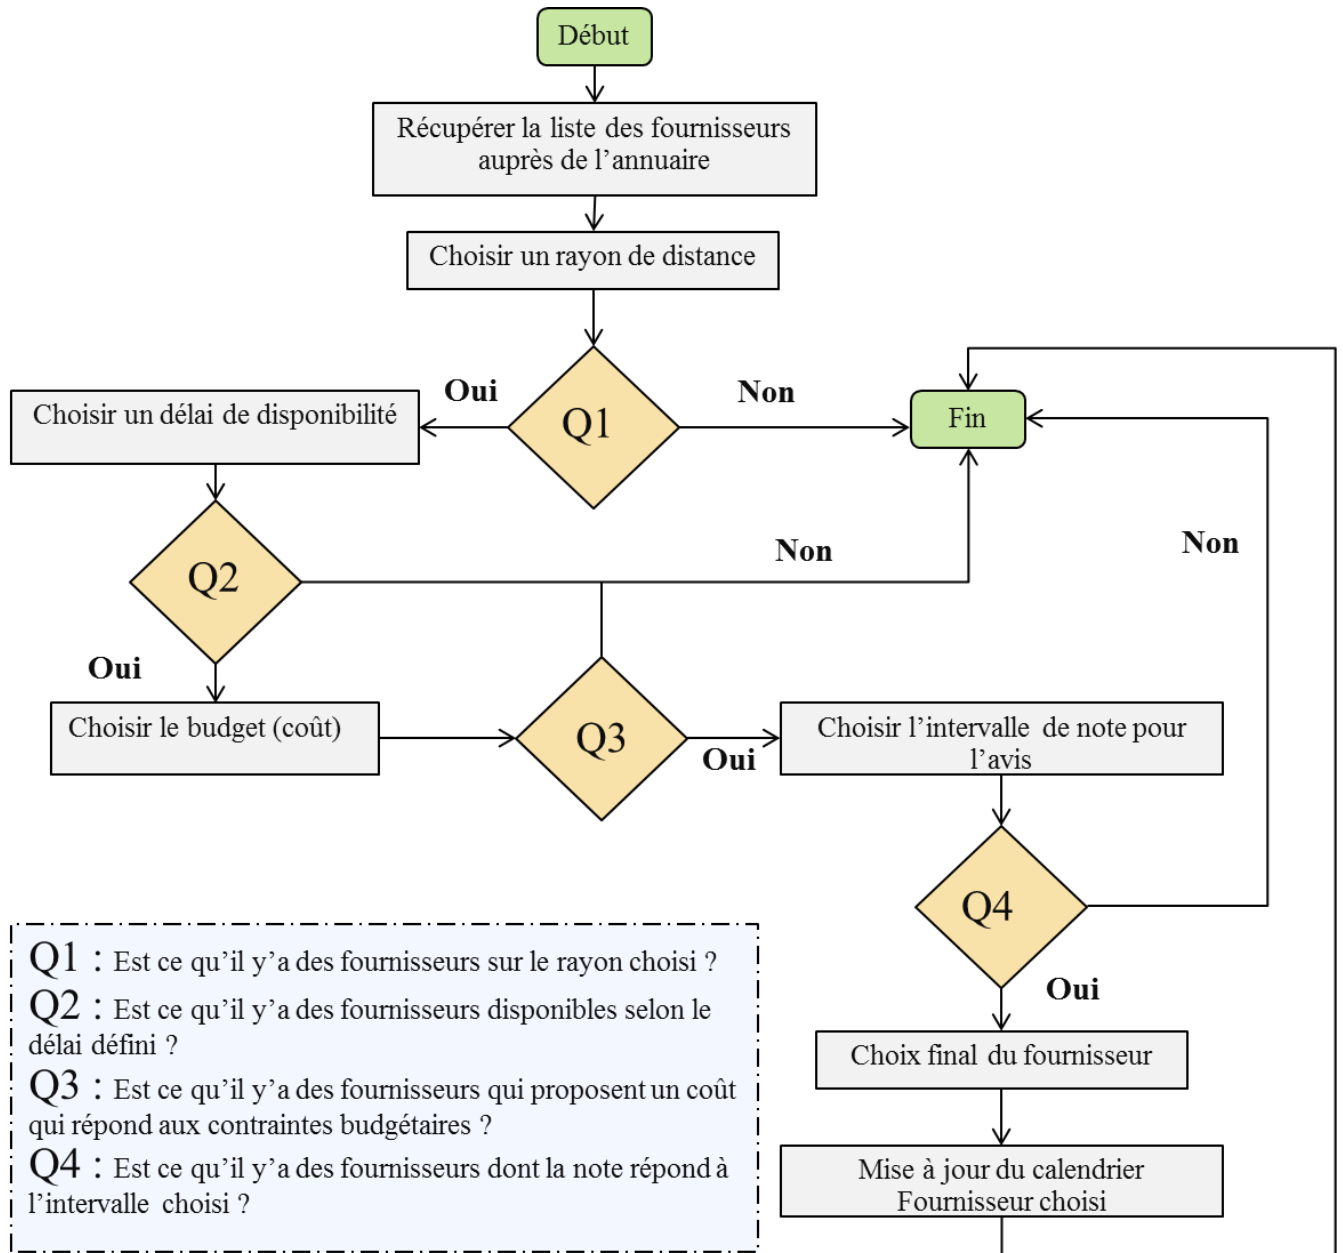 Début
Récupérer la liste des fournisseurs
auprès de l’annuaire
Choisir un rayon de distance
Oui
Non
Q1
Choisir un délai de disponibilité
Fin
Non
Non
Q2
Oui
Choisir le budget (coût)
Q3
Oui
Choisir l’intervalle de note pour
l’avis
Q4
Oui
Choix final du fournisseur
Mise à jour du calendrier
Fournisseur choisi
Q1 : Est ce qu’il y’a des fournisseurs sur le rayon choisi ?
Q2 : Est ce qu’il y’a des fournisseurs disponibles selon le
délai défini ?
Q3 : Est ce qu’il y’a des fournisseurs qui proposent un coût
qui répond aux contraintes budgétaires ?
Q4 : Est ce qu’il y’a des fournisseurs dont la note répond à
l’intervalle choisi ?